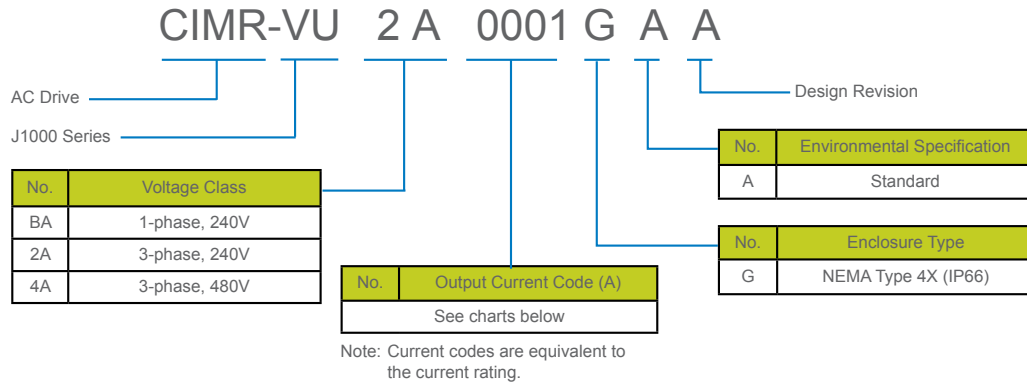 CIMR-VU 2 A 0001 G A A
AC Drive
J1000 Series
Design Revision
No. Environmental Specification
A Standard
No. Voltage Class
BA 1-phase, 240V
2A 3-phase, 240V
4A 3-phase, 480V
No. Enclosure Type
G NEMA Type 4X (IP66)
No. Output Current Code (A)
See charts below
Note: Current codes are equivalent to
the current rating.